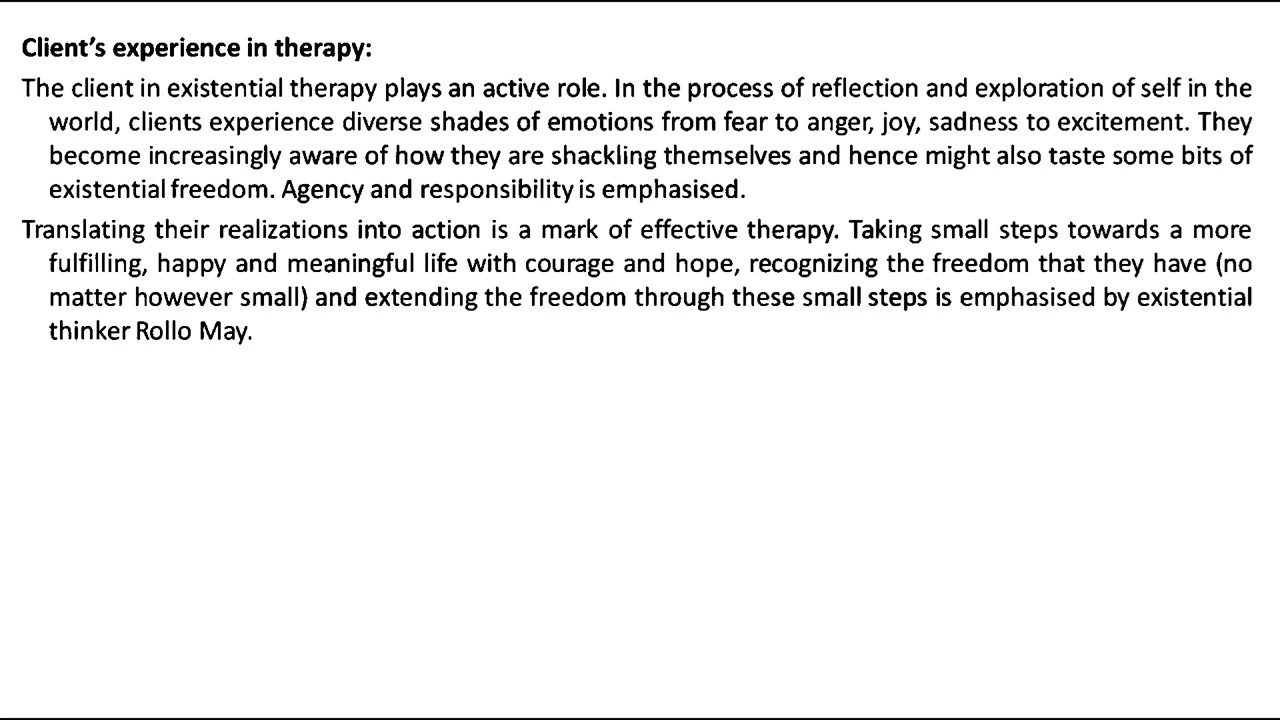 Client’s experience in therapy:
The client in existential therapy plays an active role. In the process of reflection and exploration of self in the
world, clients experience diverse shades of emotions from fear to anger, joy, sadness to excitement. They
become increasingly aware of how they are shackling themselves and hence might also taste some bits of
existential freedom. Agency and responsibility is emphasised.
Translating their realizations into action is a mark of effective therapy. Taking small steps towards a more
fulfilling, happy and meaningful life with courage and hope, recognizing the freedom that they have (no
matter however small) and extending the freedom through these small steps is emphasised by existential
thinker Rollo May.